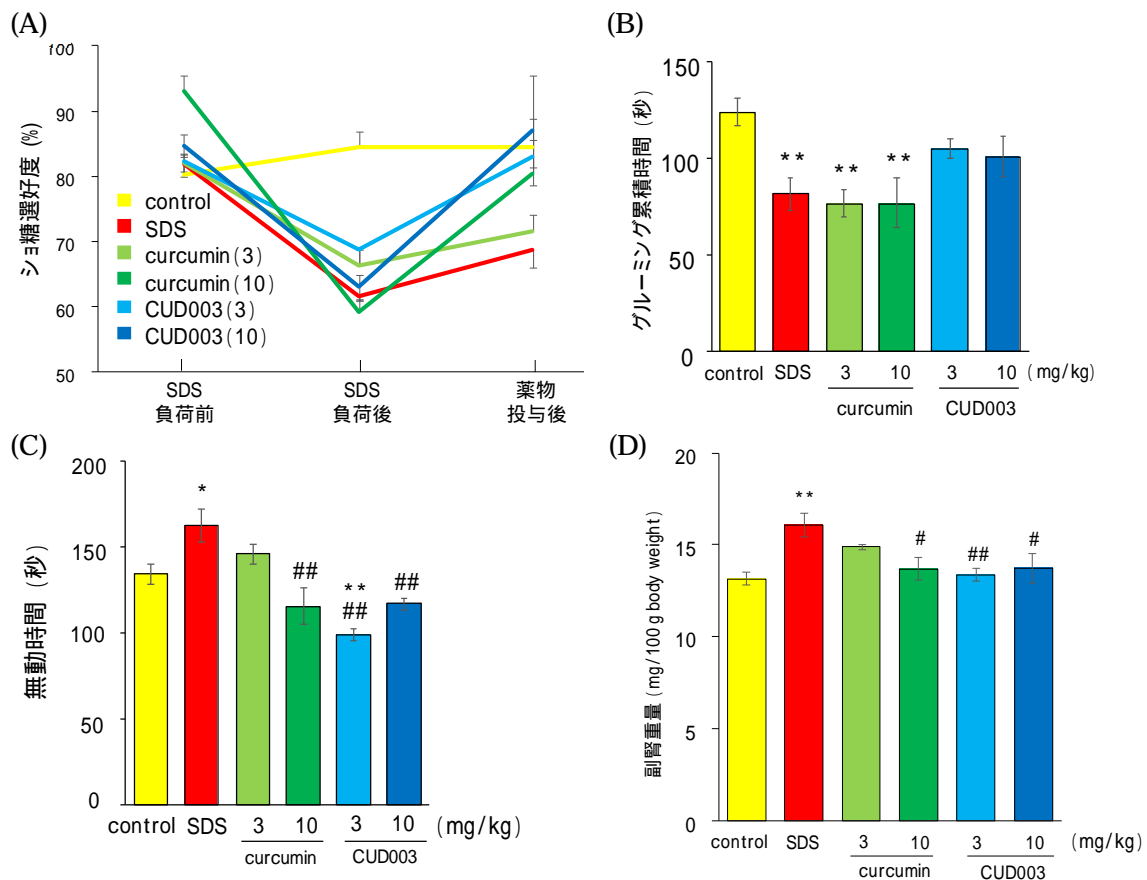 (A)
100
90
80
70
60
50
ショ糖選好度 (%)
control
SDS
curcumin(3)
curcumin(10)
CUD003(3)
CUD003(10)
SDS
負荷前
SDS
負荷後
薬物
投与後
(B)
150
100
50
0
グルーミング累積時間 (秒)
**
**
**
control SDS 3 10 3 10 (mg/kg)
curcumin CUD003
(C)
200
150
100
50
0
無動時間 (秒)
*
##
**
##
##
control SDS 3 10 3 10 (mg/kg)
curcumin CUD003
(D)
20
15
10
5
0
副腎重量 (mg/100 g body weight)
**
#
##
#
control SDS 3 10 3 10 (mg/kg)
curcumin CUD003